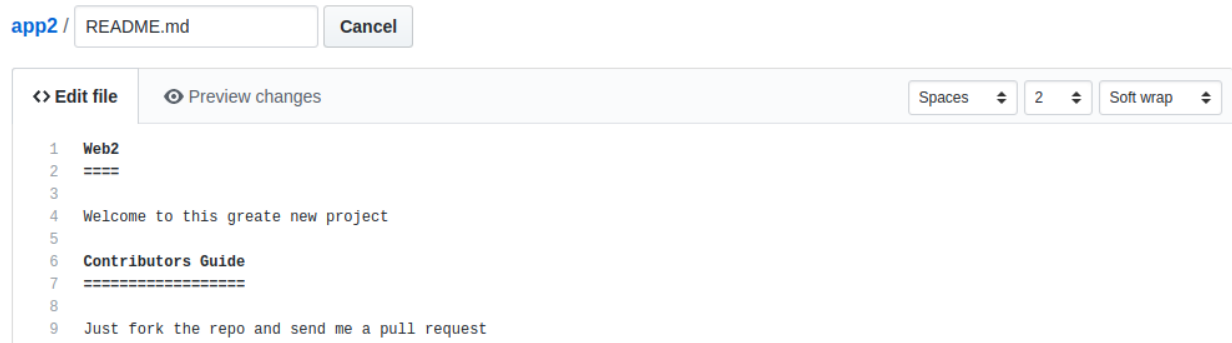 app2 / README.md Cancel
<> Edit file Preview changes Spaces 2 Soft wrap
1 Web2
2 ====
3
4 Welcome to this greate new project
5
6 Contributors Guide
7 ==================
8
9 Just fork the repo and send me a pull request